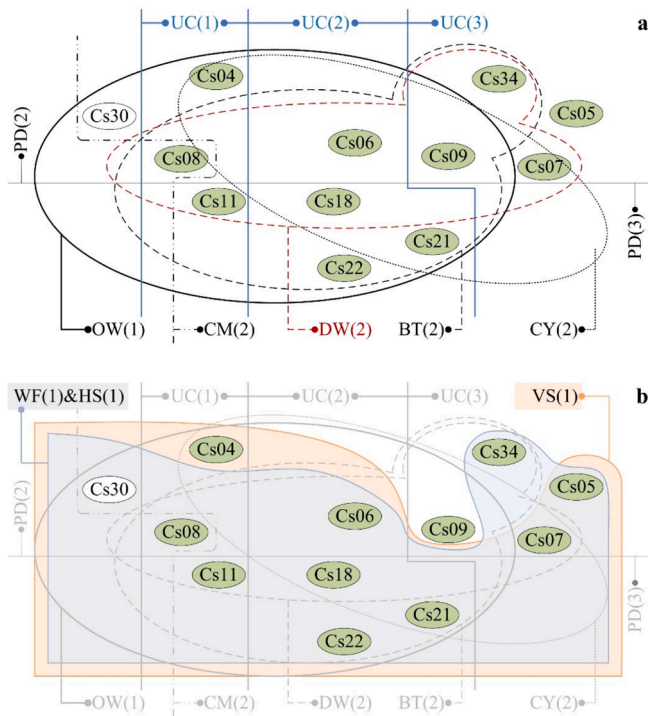 UC(1) UC(2) UC(3) a
Cs04 Cs34
Cs30 Cs05
PD(2)
Cs06
Cs08 Cs09 Cs07
Cs11 Cs18
PD(3)
Cs21
Cs22
OW(1) CM(2) DW(2) BT(2) CY(2)
WF(1)&HS(1) UC(1) UC(2) UC(3) VS(1) b
Cs04 Cs34
Cs30 Cs05
PD(2)
Cs06
Cs08 Cs09 Cs07
Cs11 Cs18
PD(3)
Cs21
Cs22
OW(1) CM(2) DW(2) BT(2) CY(2)